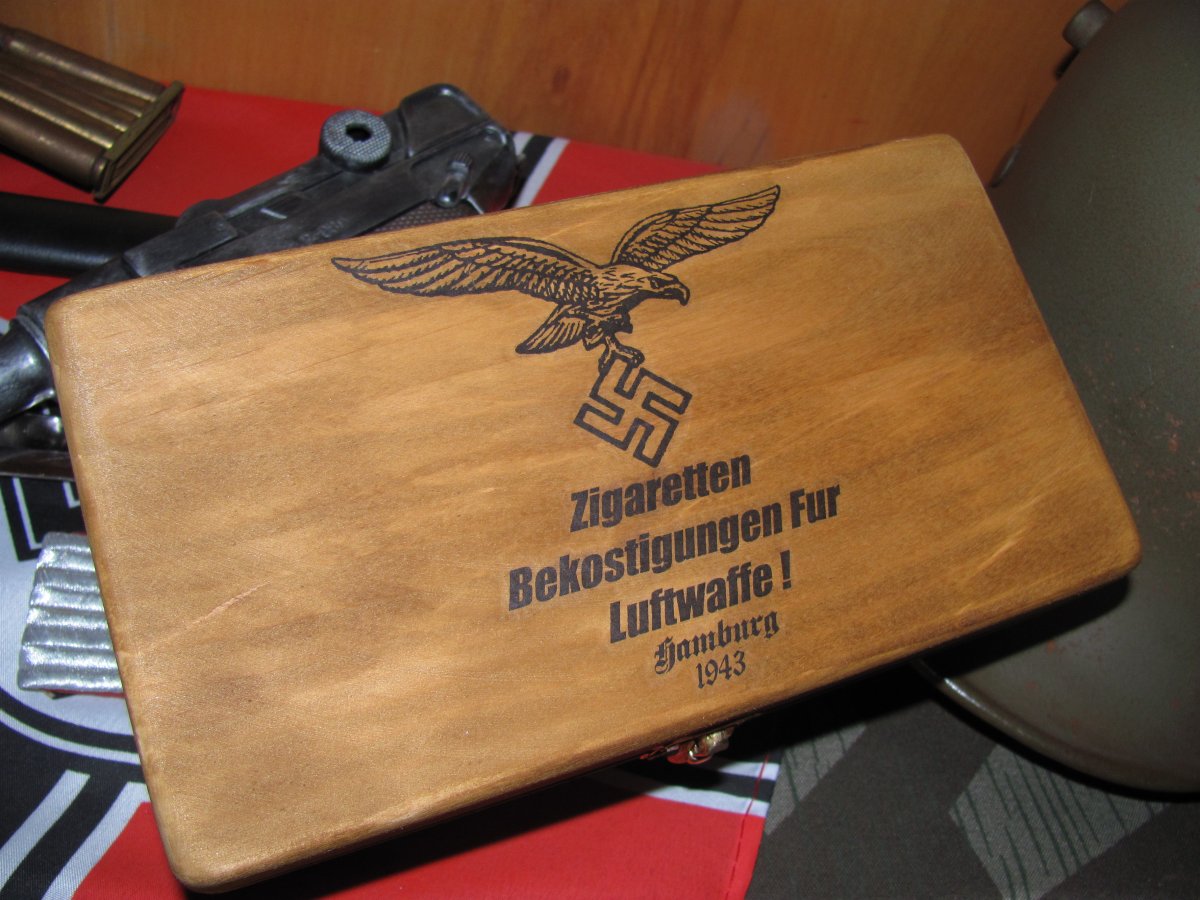 Zigaretten
Bekostigungen Fur
Luftwaffe !
Hamburg
1943